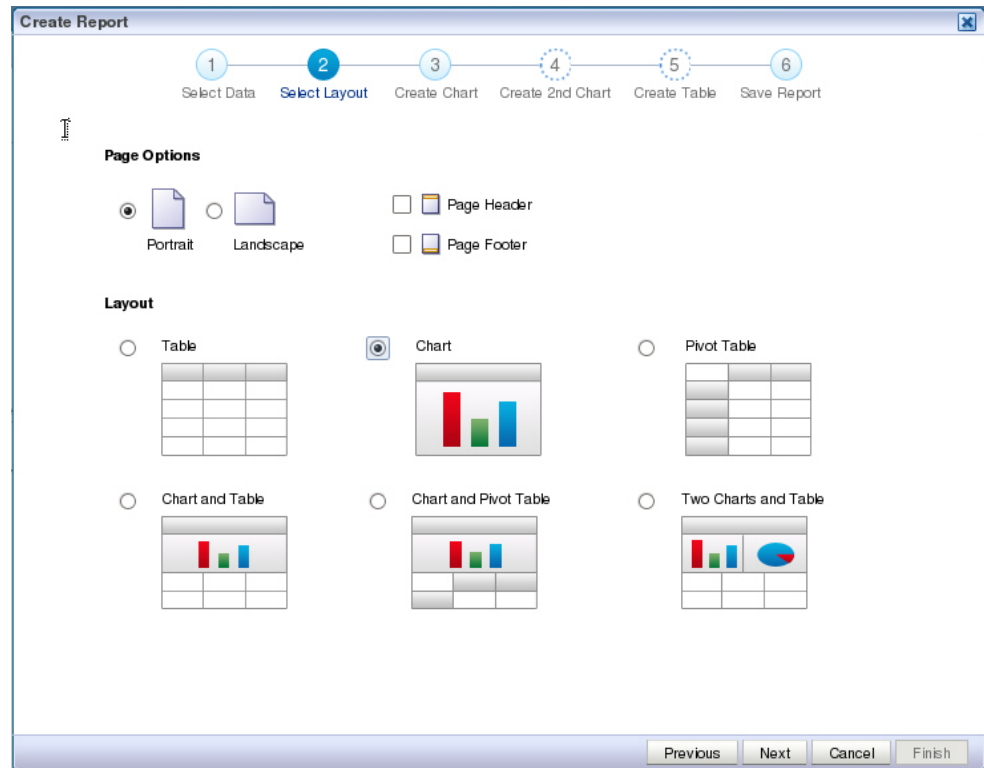 Create Report
1 2 3 4 5 6
Select Data Select Layout Create Chart Create 2nd Chart Create Table Save Report
Page Options
Page Header
Page Footer
Portrait Landscape
Layout
Table Chart Pivot Table
Chart and Table Chart and Pivot Table Two Charts and Table
Previous Next Cancel Finish